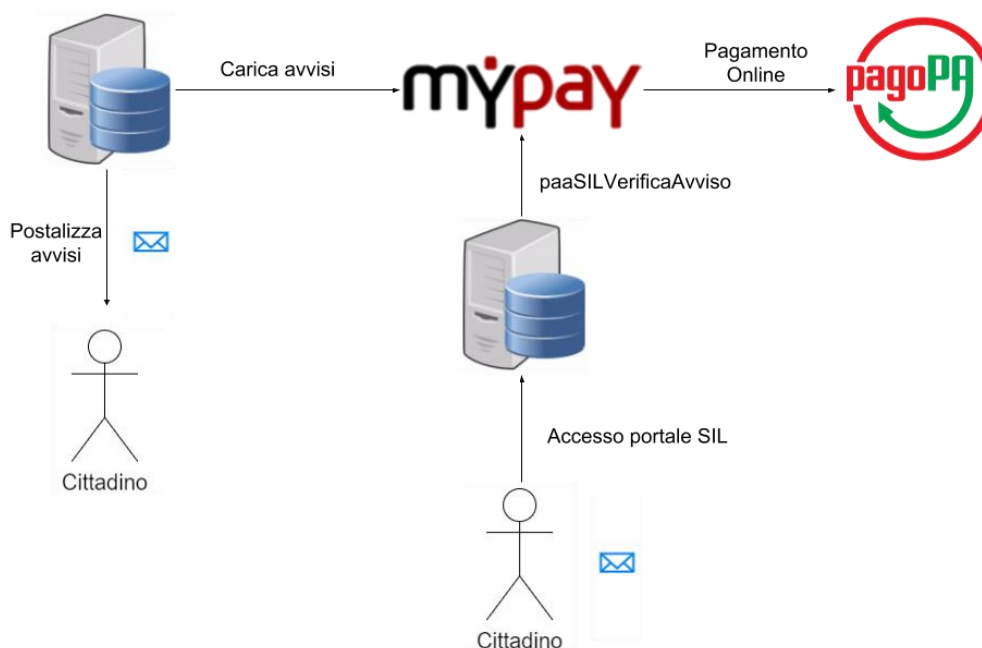 Carica avvisi
mypay
Pagamento
Online
pagoPA
paaSILVerificaAvviso
Postalizza
avvisi
Cittadino
Accesso portale SIL
Cittadino